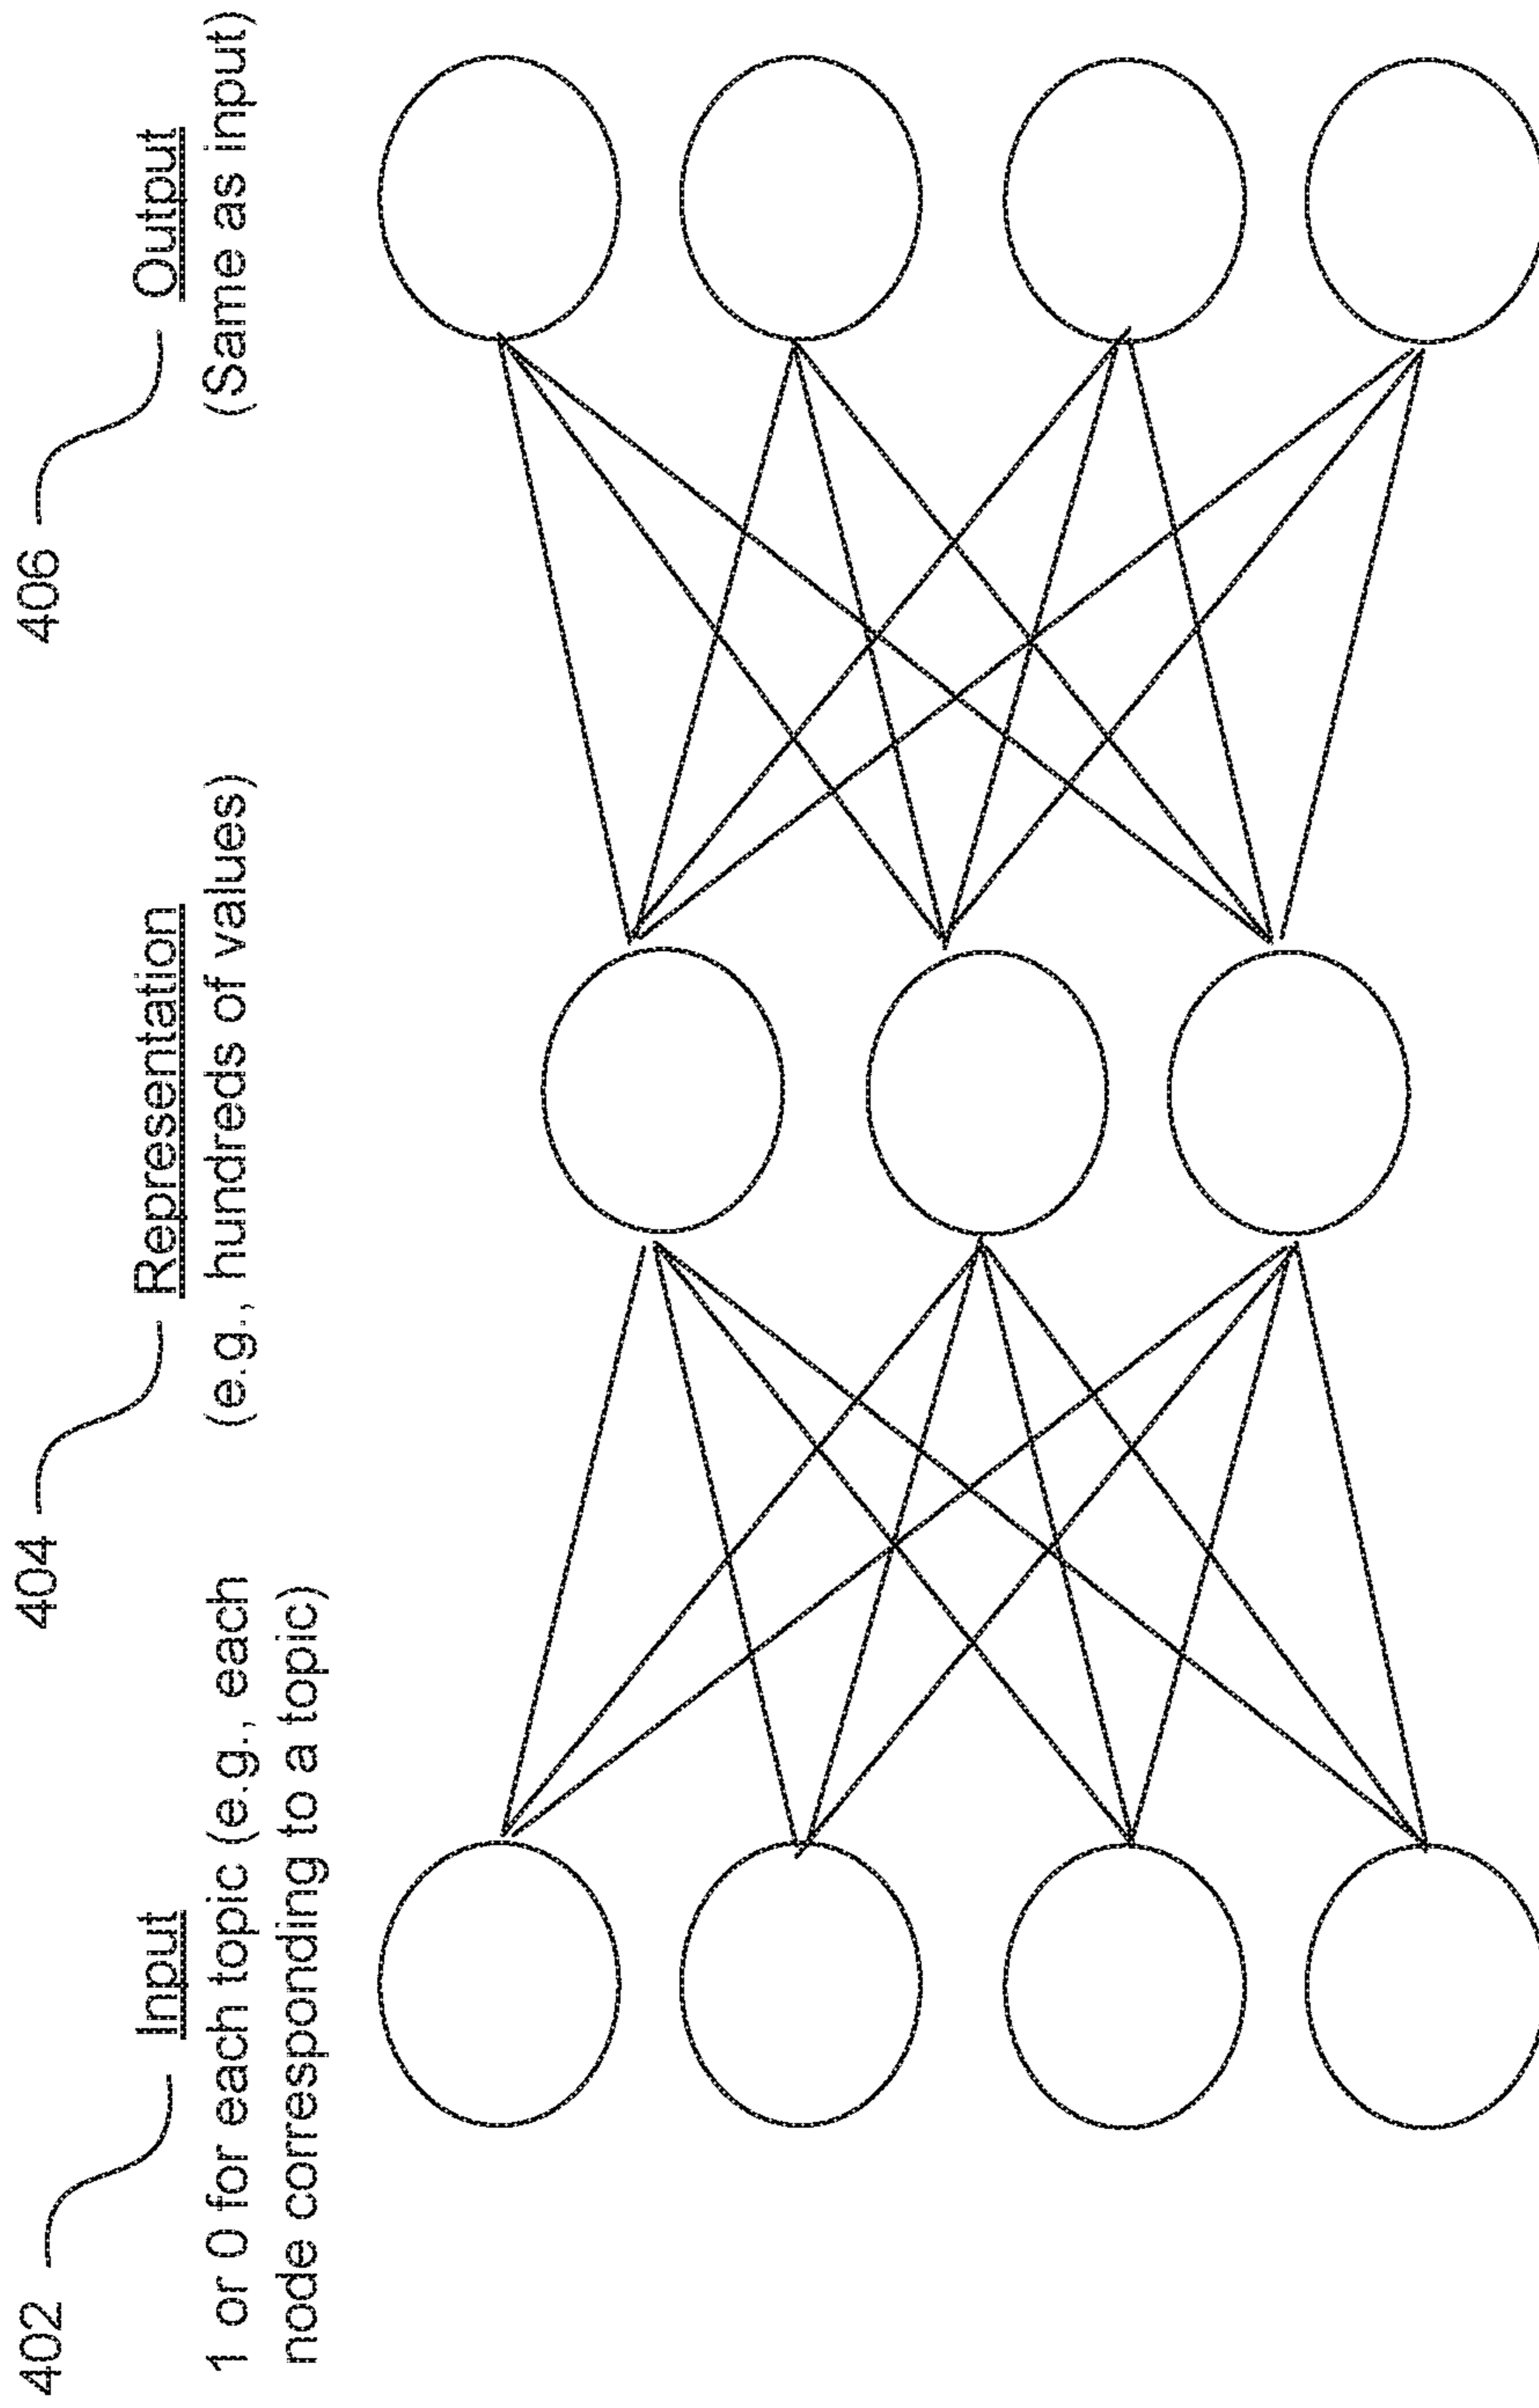 402
Input
1 or 0 for each topic (e.g., each
node corresponding to a topic)
404
Representation
(e.g., hundreds of values)
406
Output
(Same as input)